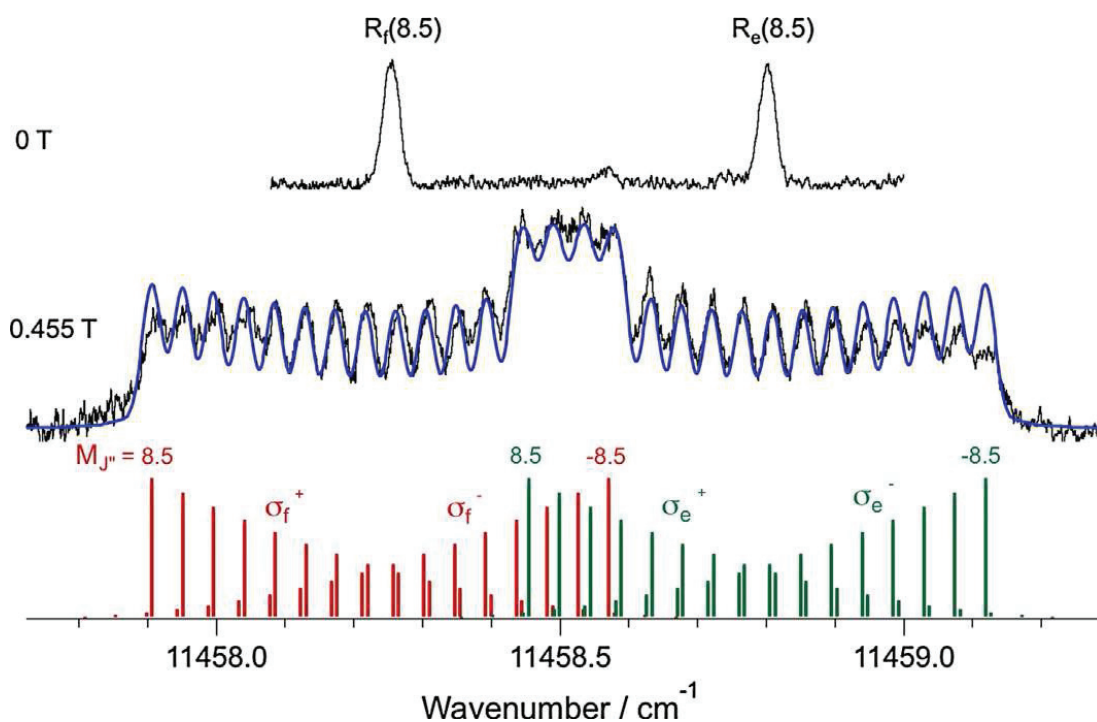 R_f(8.5) R_e(8.5)
0 T
0.455 T
M_J" = 8.5 8.5 -8.5 -8.5
σ_f^+ σ_f^- σ_e^+ σ_e^-
11458.0 11458.5 11459.0
Wavenumber / cm^-1